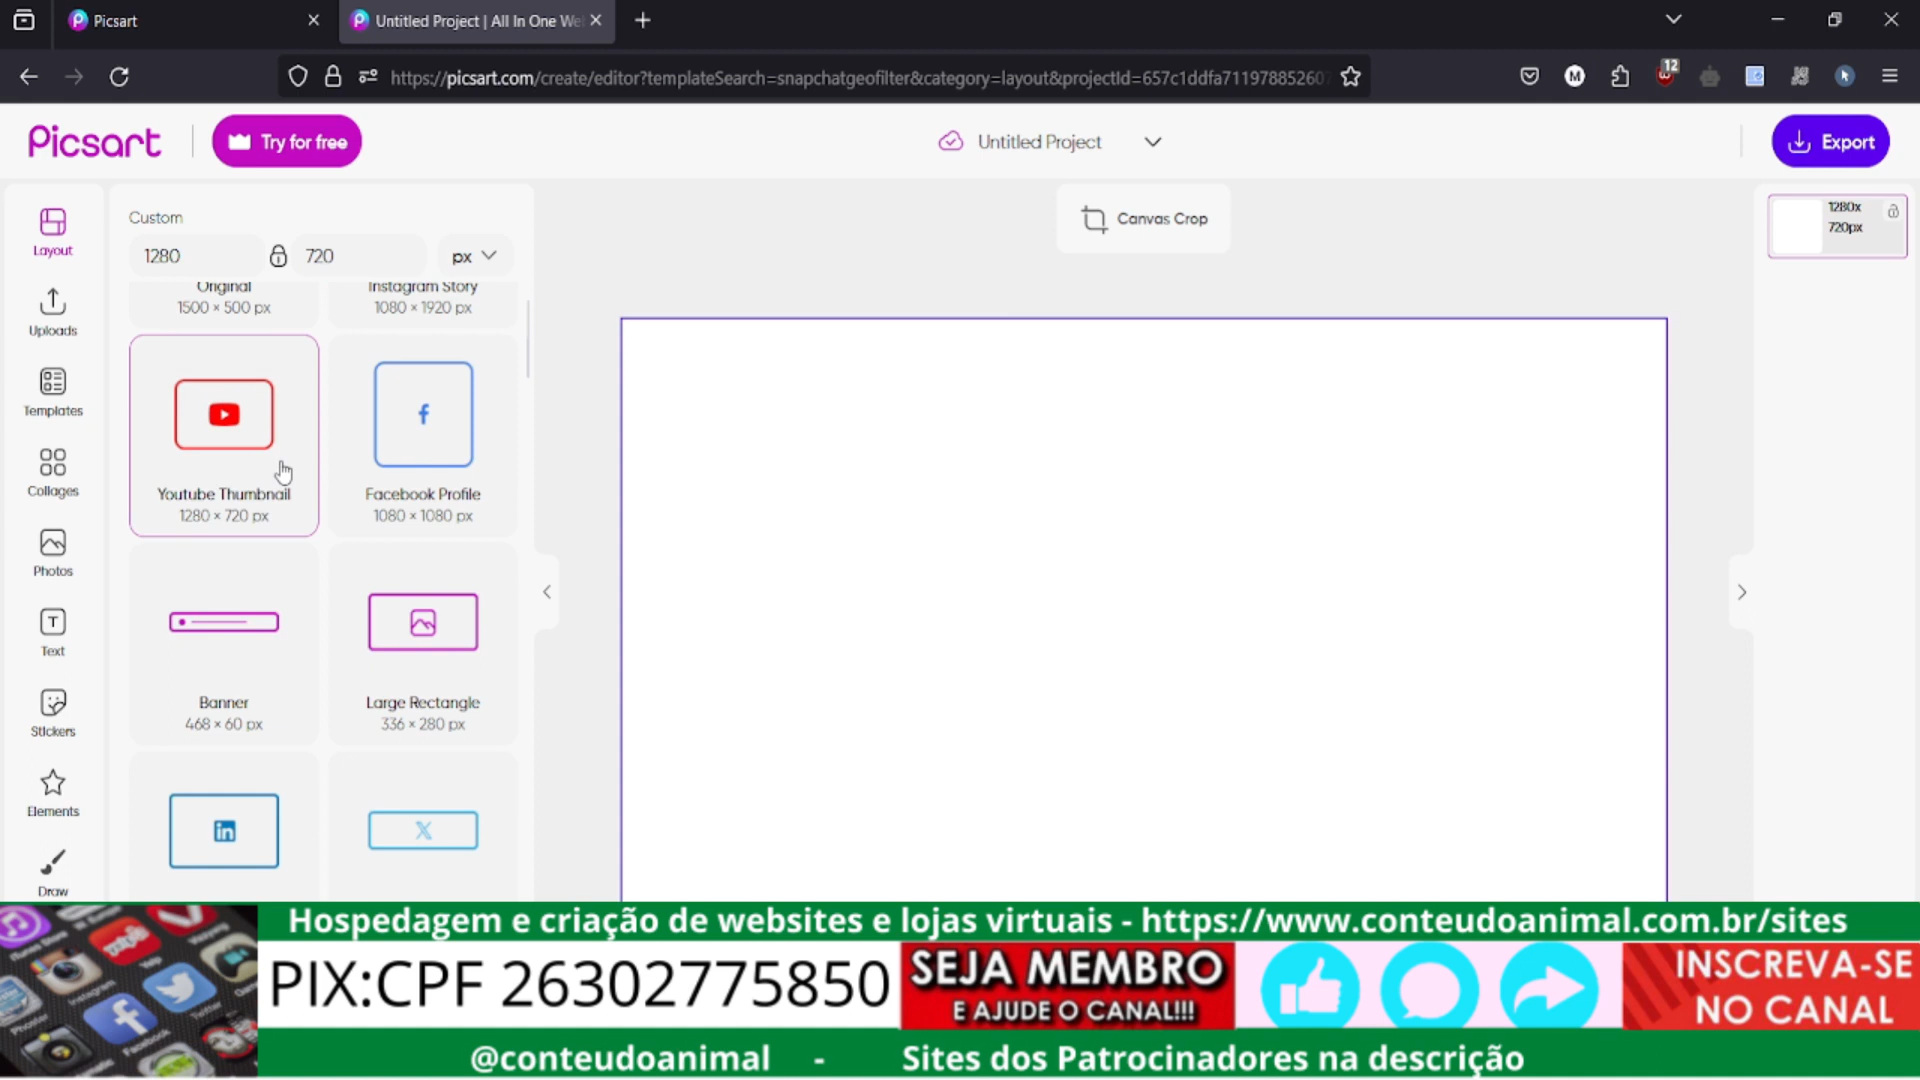 Picsart
Untitled Project | All In One We
https://picsart.com/create/editor?templateSearch=snapchatgeofilter&category=layout&projectId=657c1ddfa71197885260
12
M
Picsart
Try for free
Untitled Project
Export
Layout
Uploads
Templates
Collages
Photos
Text
Stickers
Elements
Draw
Custom
1280
720
px
Original
1500 × 500 px
Instagram Story
1080 × 1920 px
Youtube Thumbnail
1280 × 720 px
Facebook Profile
1080 × 1080 px
Banner
468 × 60 px
Large Rectangle
336 × 280 px
in
X
Canvas Crop
1280x
720px
Hospedagem e criação de websites e lojas virtuais - https://www.conteudoanimal.com.br/sites
PIX:CPF 26302775850
SEJA MEMBRO
E AJUDE O CANAL!!!
INSCREVA-SE
NO CANAL
@conteudoanimal - Sites dos Patrocinadores na descrição